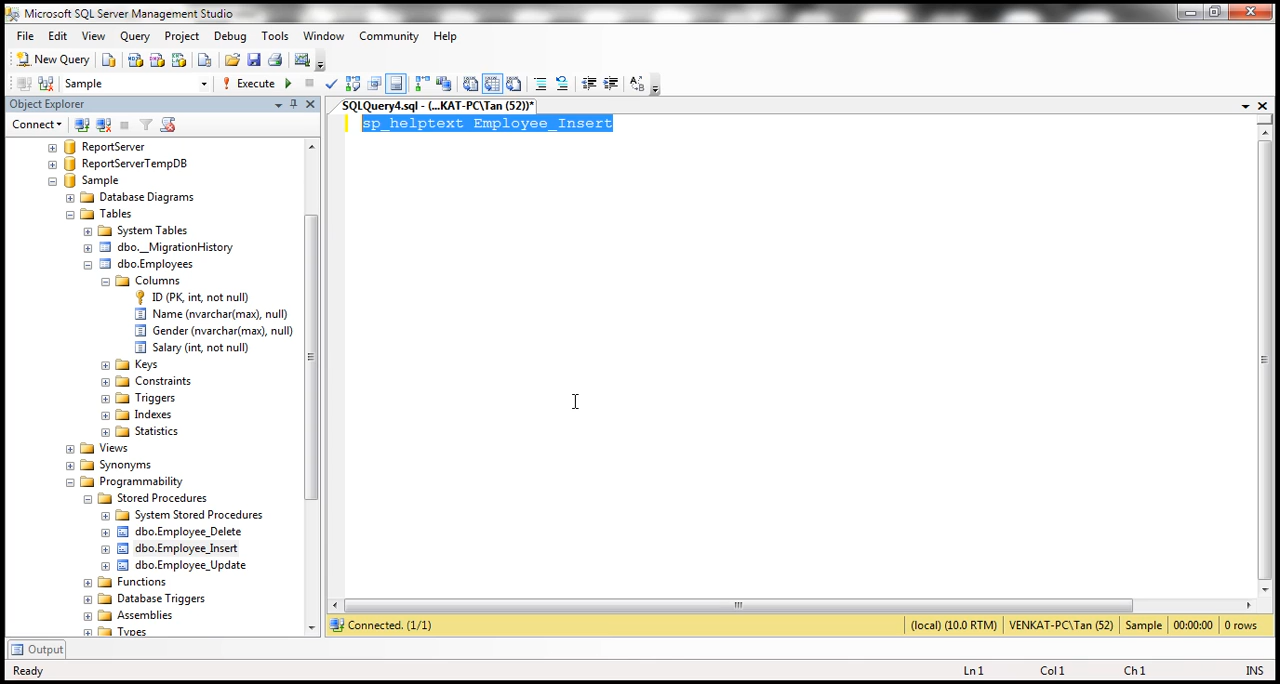 Microsoft SQL Server Management Studio
File Edit View Query Project Debug Tools Window Community Help
New Query
Sample Execute
Object Explorer
SQLQuery4.sql - (...KAT-PC\Tan (52))*
Connect
sp_helptext Employee_Insert
ReportServer
ReportServerTempDB
Sample
Database Diagrams
Tables
System Tables
dbo.__MigrationHistory
dbo.Employees
Columns
ID (PK, int, not null)
Name (nvarchar(max), null)
Gender (nvarchar(max), null)
Salary (int, not null)
Keys
Constraints
Triggers
Indexes
Statistics
Views
Synonyms
Programmability
Stored Procedures
System Stored Procedures
dbo.Employee_Delete
dbo.Employee_Insert
dbo.Employee_Update
Functions
Database Triggers
Assemblies
Types
Connected. (1/1) (local) (10.0 RTM) VENKAT-PC\Tan (52) Sample 00:00:00 0 rows
Output
Ready Ln 1 Col 1 Ch 1 INS